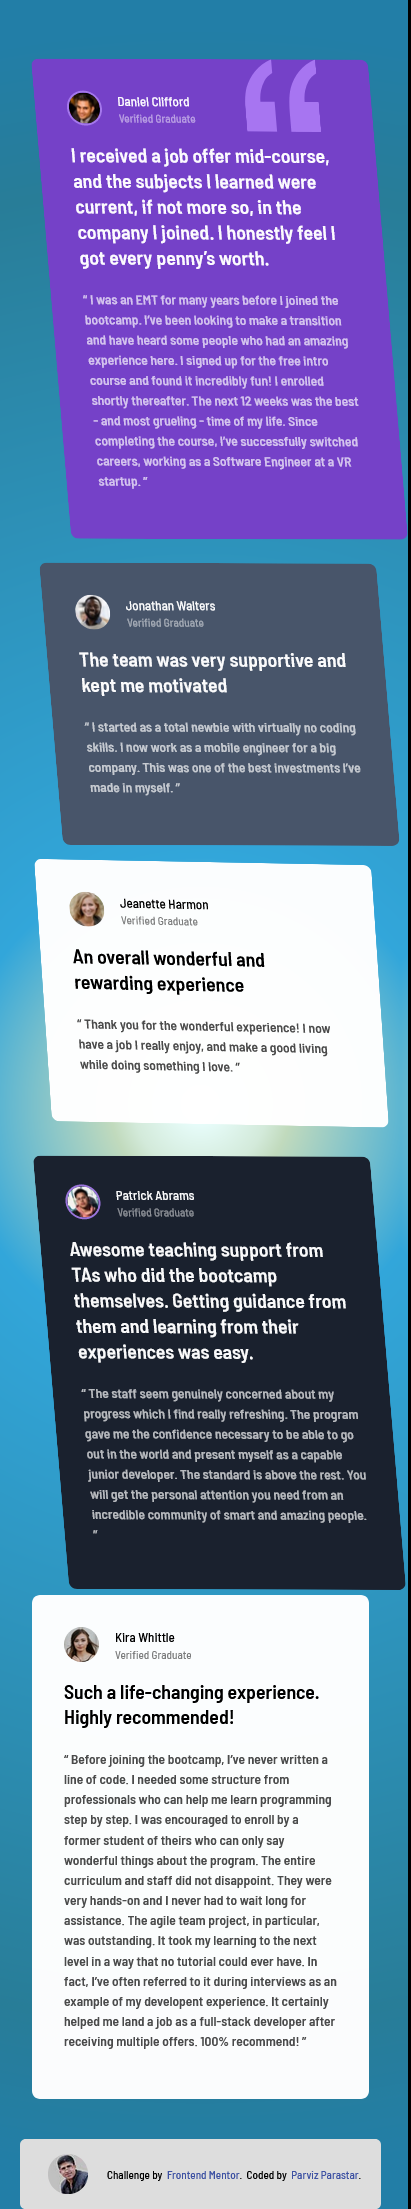 Daniel Clifford
Verified Graduate
I received a job offer mid-course,
and the subjects I learned were
current, if not more so, in the
company I joined. I honestly feel I
got every penny’s worth.
“ I was an EMT for many years before I joined the
bootcamp. I’ve been looking to make a transition
and have heard some people who had an amazing
experience here. I signed up for the free intro
course and found it incredibly fun! I enrolled
shortly thereafter. The next 12 weeks was the best
- and most grueling - time of my life. Since
completing the course, I’ve successfully switched
careers, working as a Software Engineer at a VR
startup. ”
Jonathan Walters
Verified Graduate
The team was very supportive and
kept me motivated
“ I started as a total newbie with virtually no coding
skills. I now work as a mobile engineer for a big
company. This was one of the best investments I’ve
made in myself. ”
Jeanette Harmon
Verified Graduate
An overall wonderful and
rewarding experience
“ Thank you for the wonderful experience! I now
have a job I really enjoy, and make a good living
while doing something I love. ”
Patrick Abrams
Verified Graduate
Awesome teaching support from
TAs who did the bootcamp
themselves. Getting guidance from
them and learning from their
experiences was easy.
“ The staff seem genuinely concerned about my
progress which I find really refreshing. The program
gave me the confidence necessary to be able to go
out in the world and present myself as a capable
junior developer. The standard is above the rest. You
will get the personal attention you need from an
incredible community of smart and amazing people.
”
Kira Whittle
Verified Graduate
Such a life-changing experience.
Highly recommended!
“ Before joining the bootcamp, I’ve never written a
line of code. I needed some structure from
professionals who can help me learn programming
step by step. I was encouraged to enroll by a
former student of theirs who can only say
wonderful things about the program. The entire
curriculum and staff did not disappoint. They were
very hands-on and I never had to wait long for
assistance. The agile team project, in particular,
was outstanding. It took my learning to the next
level in a way that no tutorial could ever have. In
fact, I’ve often referred to it during interviews as an
example of my developent experience. It certainly
helped me land a job as a full-stack developer after
receiving multiple offers. 100% recommend! ”
Challenge by Frontend Mentor. Coded by Parviz Parastar.